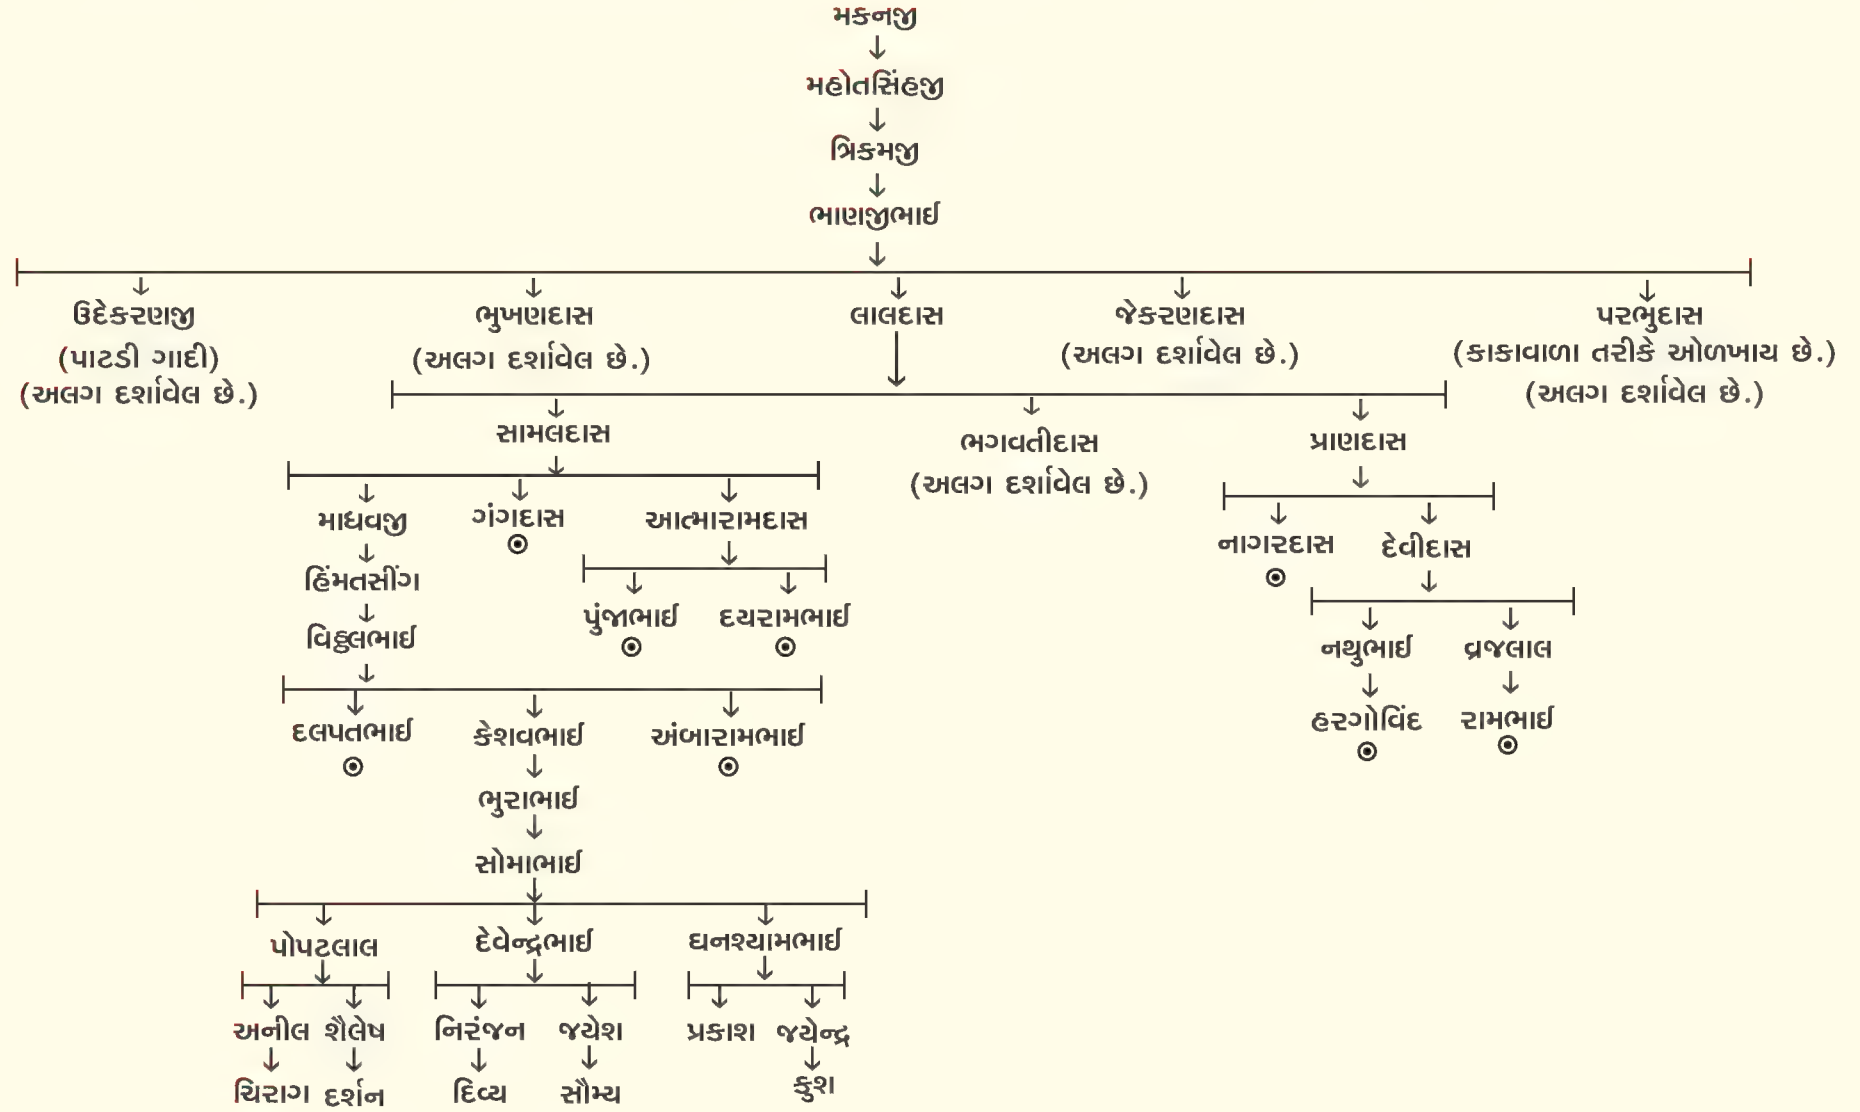 મકનજી
મહોતસિંહજી
ત્રિકમજી
ભાણજીભાઈ
ઉદેકરણજી ભુખણદાસ લાલદાસ જેકરણદાસ પરભુદાસ
(પાટડી ગાદી) (અલગ દર્શાવેલ છે.) (અલગ દર્શાવેલ છે.) (કાકાવાળા તરીકે ઓળખાય છે.)
(અલગ દર્શાવેલ છે.) (અલગ દર્શાવેલ છે.)
સામલદાસ ભગવતીદાસ પ્રાણદાસ
(અલગ દર્શાવેલ છે.)
માધવજી ગંગદાસ આત્મારામદાસ
નાગરદાસ દેવીદાસ
હિંમતસીંગ
પુંજાભાઈ દયરામભાઈ
વિઠ્ઠલભાઈ નથુભાઈ વ્રજલાલ
દલપતભાઈ કેશવભાઈ અંબારામભાઈ હરગોવિંદ રામભાઈ
ભુરાભાઈ
સોમાભાઈ
પોપટલાલ દેવેન્દ્રભાઈ ઘનશ્યામભાઈ
અનીલ શૈલેષ નિરંજન જયેશ પ્રકાશ જયેન્દ્ર
ચિરાગ દર્શન દિવ્ય સૌમ્ય કુશ